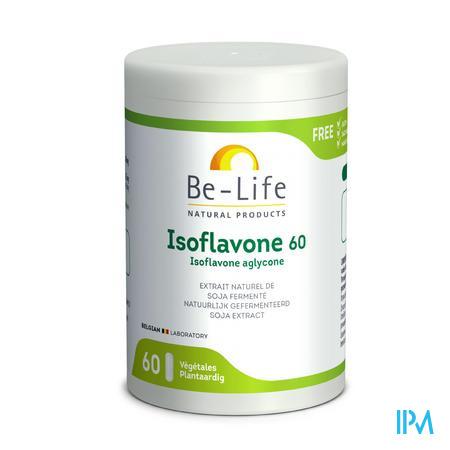 FREE
Be-Life
NATURAL PRODUCTS
Isoflavone 60
Isoflavone aglycone
EXTRAIT NATUREL DE
SOJA FERMENTÉ
NATUURLIJK GEFERMENTEERD
SOJA EXTRACT
BELGIAN LABORATORY
60 Végétales
Plantaardig
IPM